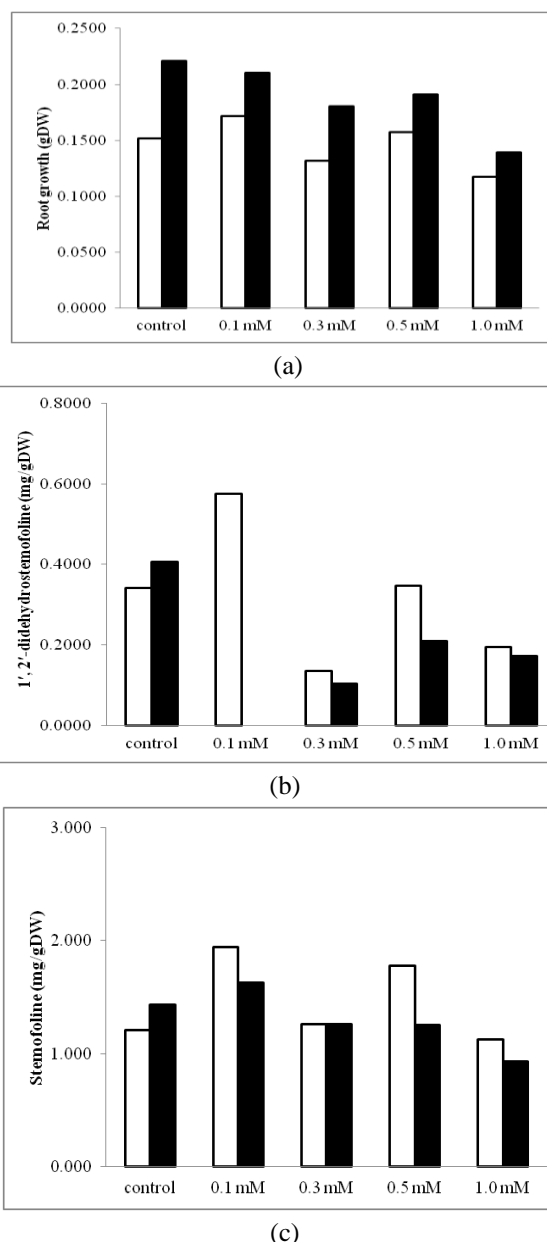 0.2500
0.2000
0.1500
0.1000
0.0500
0.0000
Root growth (gDW)
control 0.1 mM 0.3 mM 0.5 mM 1.0 mM
(a)
0.8000
0.6000
0.4000
0.2000
0.0000
1′, 2′-didehydrostemofoline (mg/gDW)
control 0.1 mM 0.3 mM 0.5 mM 1.0 mM
(b)
3.000
2.000
1.000
0.000
Stemofoline (mg/gDW)
control 0.1 mM 0.3 mM 0.5 mM 1.0 mM
(c)